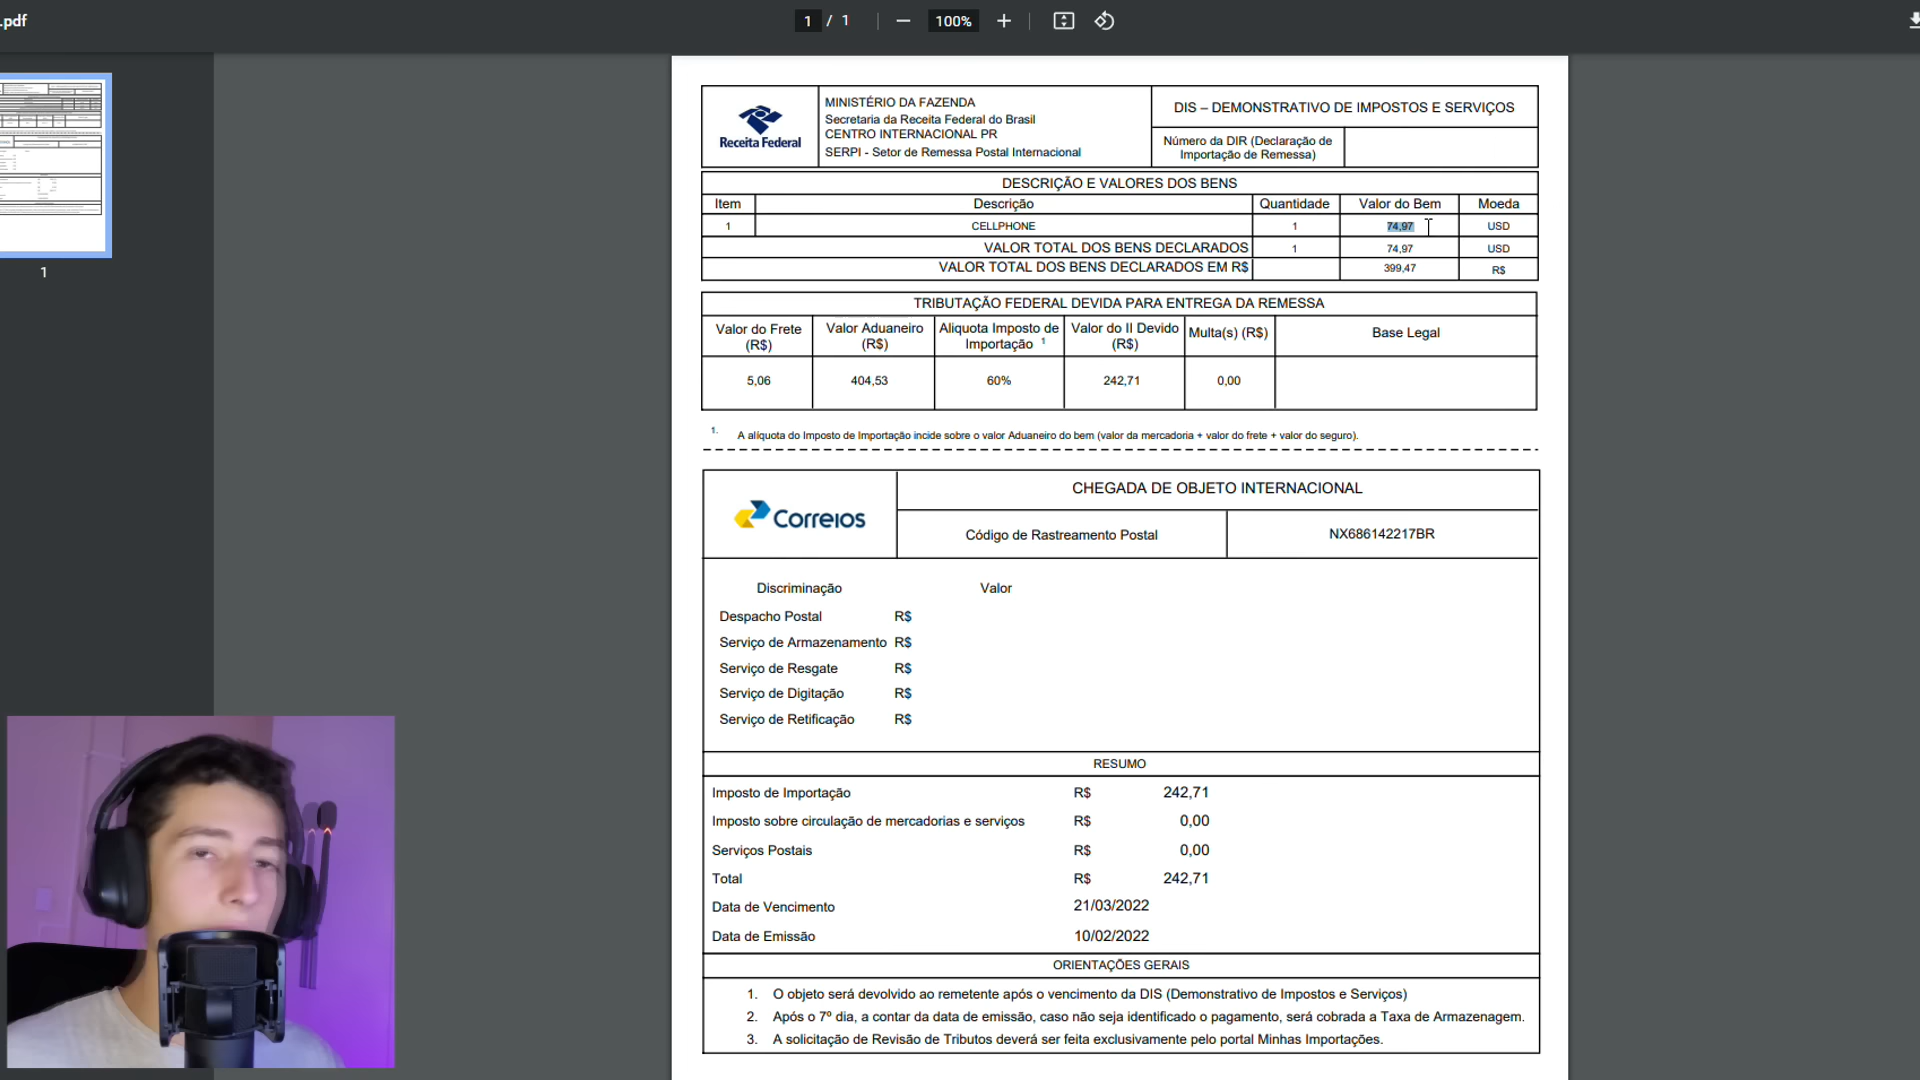 .pdf
1 / 1
100%
1
Receita Federal
MINISTÉRIO DA FAZENDA
Secretaria da Receita Federal do Brasil
CENTRO INTERNACIONAL PR
SERPI - Setor de Remessa Postal Internacional
DIS – DEMONSTRATIVO DE IMPOSTOS E SERVIÇOS
Número da DIR (Declaração de
Importação de Remessa)
DESCRIÇÃO E VALORES DOS BENS
Item Descrição Quantidade Valor do Bem Moeda
1 CELLPHONE 1 74,97 USD
VALOR TOTAL DOS BENS DECLARADOS 1 74,97 USD
VALOR TOTAL DOS BENS DECLARADOS EM R$ 399,47 R$
TRIBUTAÇÃO FEDERAL DEVIDA PARA ENTREGA DA REMESSA
Valor do Frete
(R$)
Valor Aduaneiro
(R$)
Aliquota Imposto de
Importação 1
Valor do II Devido
(R$)
Multa(s) (R$)
Base Legal
5,06 404,53 60% 242,71 0,00
1. A alíquota do Imposto de Importação incide sobre o valor Aduaneiro do bem (valor da mercadoria + valor do frete + valor do seguro).
Correios
CHEGADA DE OBJETO INTERNACIONAL
Código de Rastreamento Postal NX686142217BR
Discriminação Valor
Despacho Postal R$
Serviço de Armazenamento R$
Serviço de Resgate R$
Serviço de Digitação R$
Serviço de Retificação R$
RESUMO
Imposto de Importação R$ 242,71
Imposto sobre circulação de mercadorias e serviços R$ 0,00
Serviços Postais R$ 0,00
Total R$ 242,71
Data de Vencimento 21/03/2022
Data de Emissão 10/02/2022
ORIENTAÇÕES GERAIS
1. O objeto será devolvido ao remetente após o vencimento da DIS (Demonstrativo de Impostos e Serviços)
2. Após o 7º dia, a contar da data de emissão, caso não seja identificado o pagamento, será cobrada a Taxa de Armazenagem.
3. A solicitação de Revisão de Tributos deverá ser feita exclusivamente pelo portal Minhas Importações.